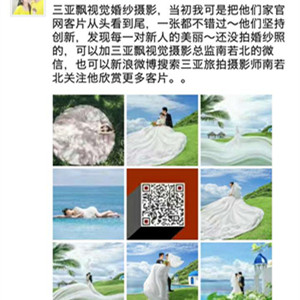 三亚飘视觉婚纱摄影，当初我可是把他们家官
网客片从头看到尾，一张都不错过～他们坚持
创新，发现每一对新人的美丽～还没拍婚纱照
的，可以加三亚飘视觉摄影总监南若北的微
信，也可以新浪微博搜索三亚旅拍摄影师南若
北关注他欣赏更多客片。。